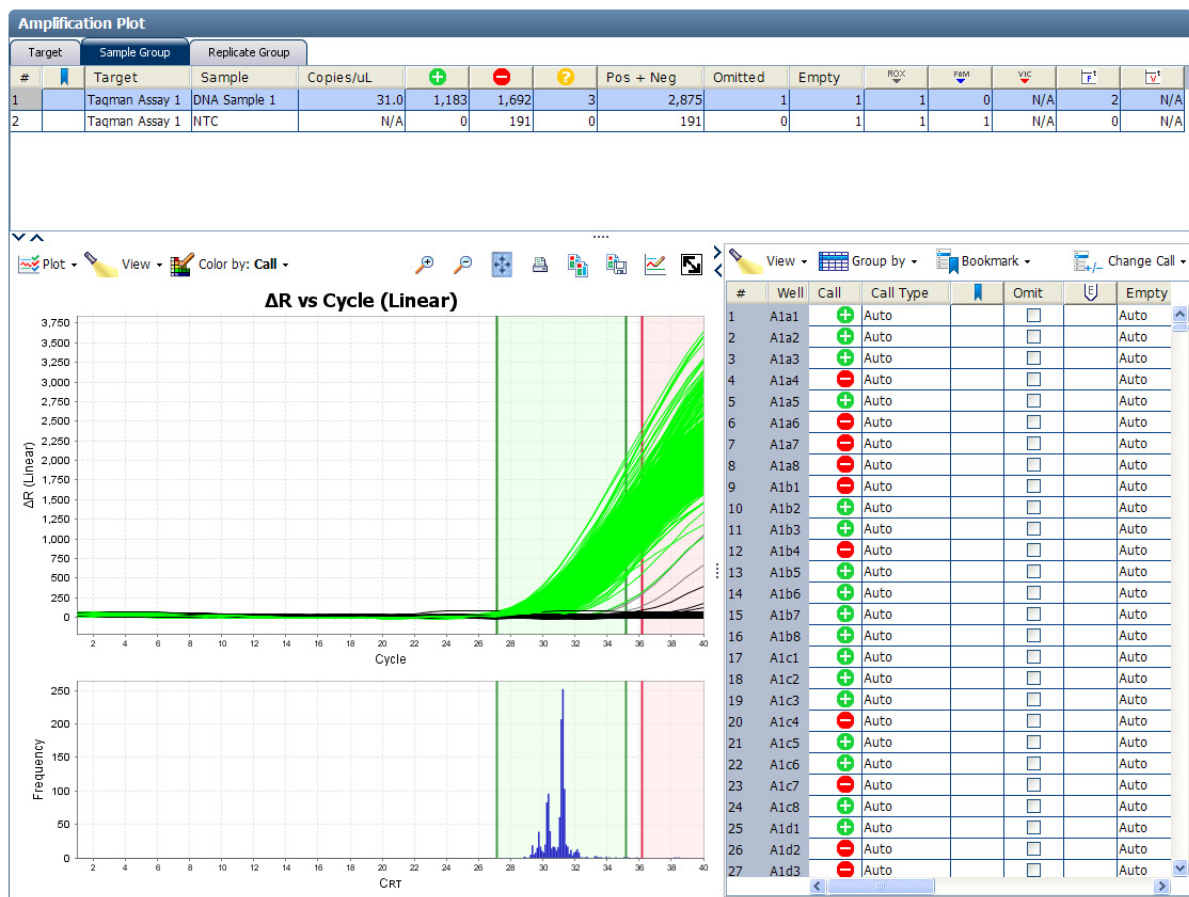 Amplification Plot
Target Sample Group Replicate Group
# Target Sample Copies/uL + − ? Pos + Neg Omitted Empty ROX FAM VIC F t V t
1 Taqman Assay 1 DNA Sample 1 31.0 1,183 1,692 3 2,875 1 1 1 0 N/A 2 N/A
2 Taqman Assay 1 NTC N/A 0 191 0 191 0 1 1 1 N/A 0 N/A
Plot View Color by: Call
View Group by Bookmark +/− Change Call
ΔR vs Cycle (Linear)
ΔR (Linear)
3,750
3,500
3,250
3,000
2,750
2,500
2,250
2,000
1,750
1,500
1,250
1,000
750
500
250
0
2 4 6 8 10 12 14 16 18 20 22 24 26 28 30 32 34 36 38 40
Cycle
Frequency
250
200
150
100
50
0
2 4 6 8 10 12 14 16 18 20 22 24 26 28 30 32 34 36 38 40
CRT
# Well Call Call Type Omit E Empty
1 A1a1 + Auto Auto
2 A1a2 + Auto Auto
3 A1a3 + Auto Auto
4 A1a4 − Auto Auto
5 A1a5 + Auto Auto
6 A1a6 − Auto Auto
7 A1a7 − Auto Auto
8 A1a8 − Auto Auto
9 A1b1 − Auto Auto
10 A1b2 + Auto Auto
11 A1b3 + Auto Auto
12 A1b4 − Auto Auto
13 A1b5 + Auto Auto
14 A1b6 + Auto Auto
15 A1b7 + Auto Auto
16 A1b8 + Auto Auto
17 A1c1 + Auto Auto
18 A1c2 + Auto Auto
19 A1c3 + Auto Auto
20 A1c4 − Auto Auto
21 A1c5 + Auto Auto
22 A1c6 + Auto Auto
23 A1c7 − Auto Auto
24 A1c8 + Auto Auto
25 A1d1 + Auto Auto
26 A1d2 − Auto Auto
27 A1d3 − Auto Auto